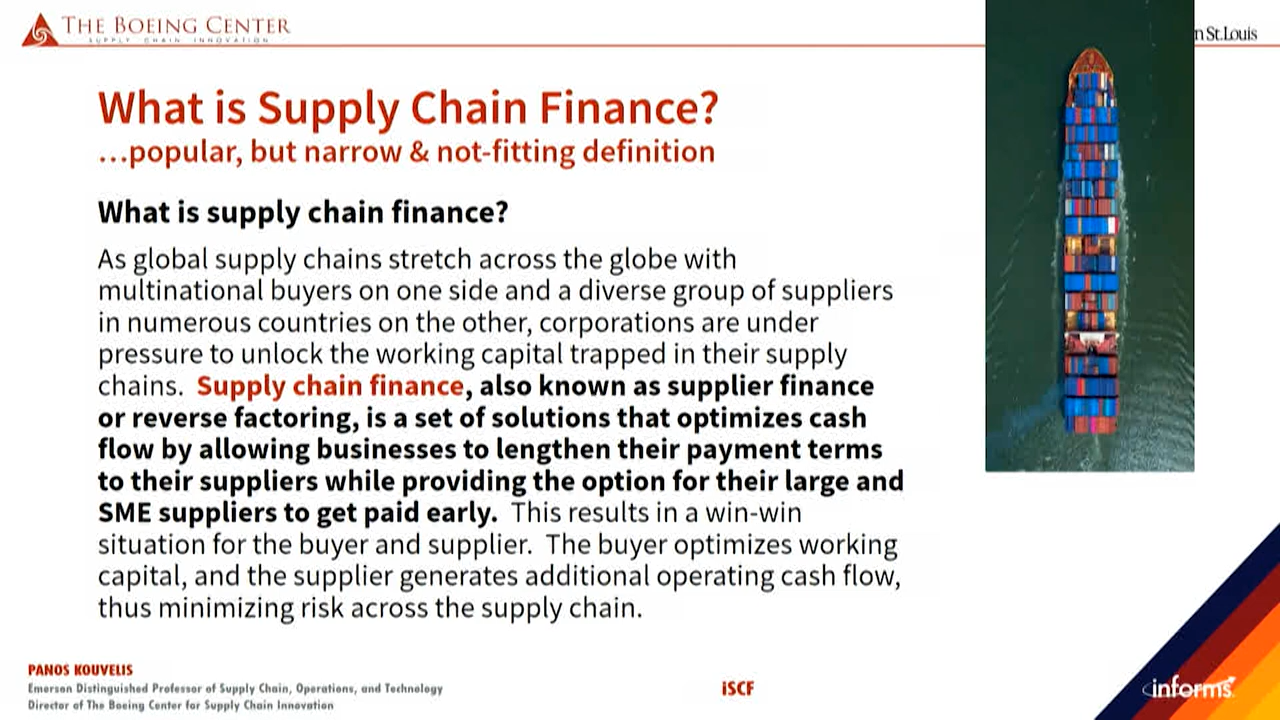 THE BOEING CENTER
SUPPLY CHAIN INNOVATION
n St.Louis
What is Supply Chain Finance?
...popular, but narrow & not-fitting definition
What is supply chain finance?
As global supply chains stretch across the globe with
multinational buyers on one side and a diverse group of suppliers
in numerous countries on the other, corporations are under
pressure to unlock the working capital trapped in their supply
chains. Supply chain finance, also known as supplier finance
or reverse factoring, is a set of solutions that optimizes cash
flow by allowing businesses to lengthen their payment terms
to their suppliers while providing the option for their large and
SME suppliers to get paid early. This results in a win-win
situation for the buyer and supplier. The buyer optimizes working
capital, and the supplier generates additional operating cash flow,
thus minimizing risk across the supply chain.
PANOS KOUVELIS
Emerson Distinguished Professor of Supply Chain, Operations, and Technology
Director of The Boeing Center for Supply Chain Innovation
iSCF
informs